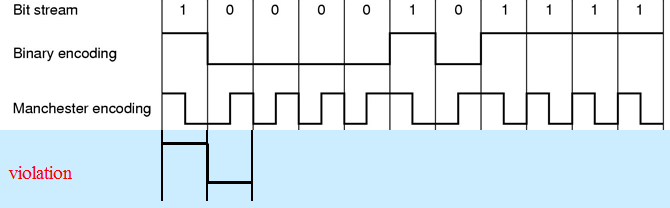 Bit stream 1 0 0 0 0 1 0 1 1 1 1
Binary encoding
Manchester encoding
violation